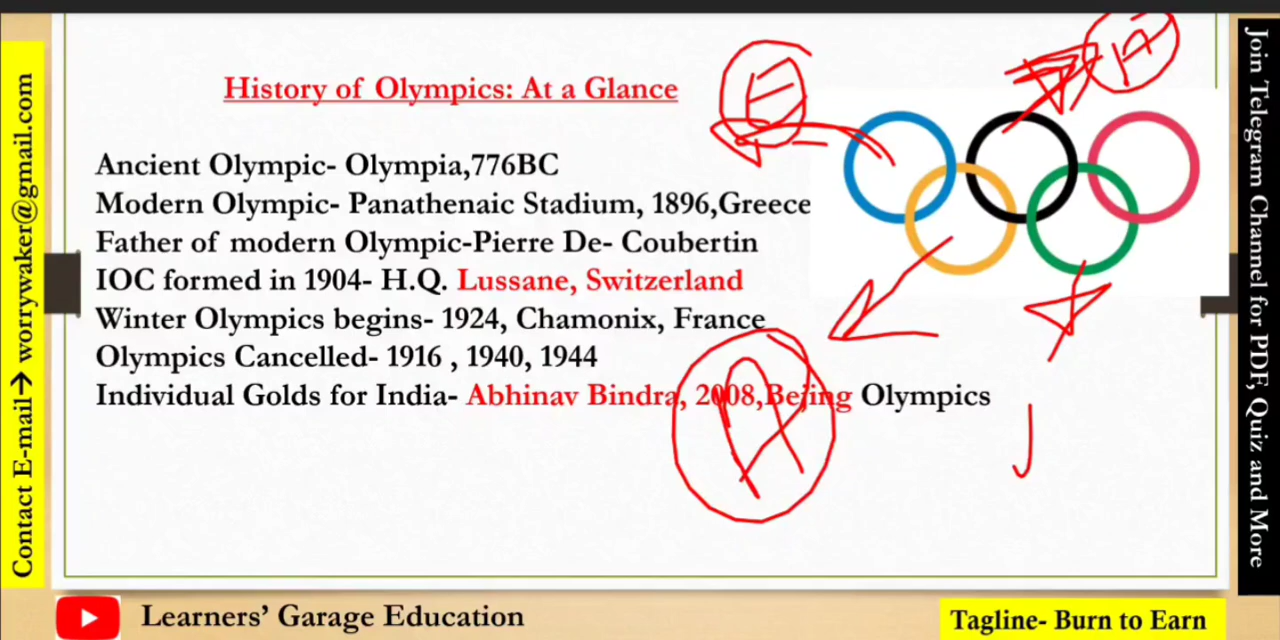 History of Olympics: At a Glance
Ancient Olympic- Olympia,776BC
Modern Olympic- Panathenaic Stadium, 1896,Greece
Father of modern Olympic-Pierre De- Coubertin
IOC formed in 1904- H.Q. Lussane, Switzerland
Winter Olympics begins- 1924, Chamonix, France
Olympics Cancelled- 1916 , 1940, 1944
Individual Golds for India- Abhinav Bindra, 2008,Bejing Olympics
E
A
A
Contact E-mail→ worrywaker@gmail.com
Join Telegram Channel for PDF, Quiz and More
Learners' Garage Education
Tagline- Burn to Earn